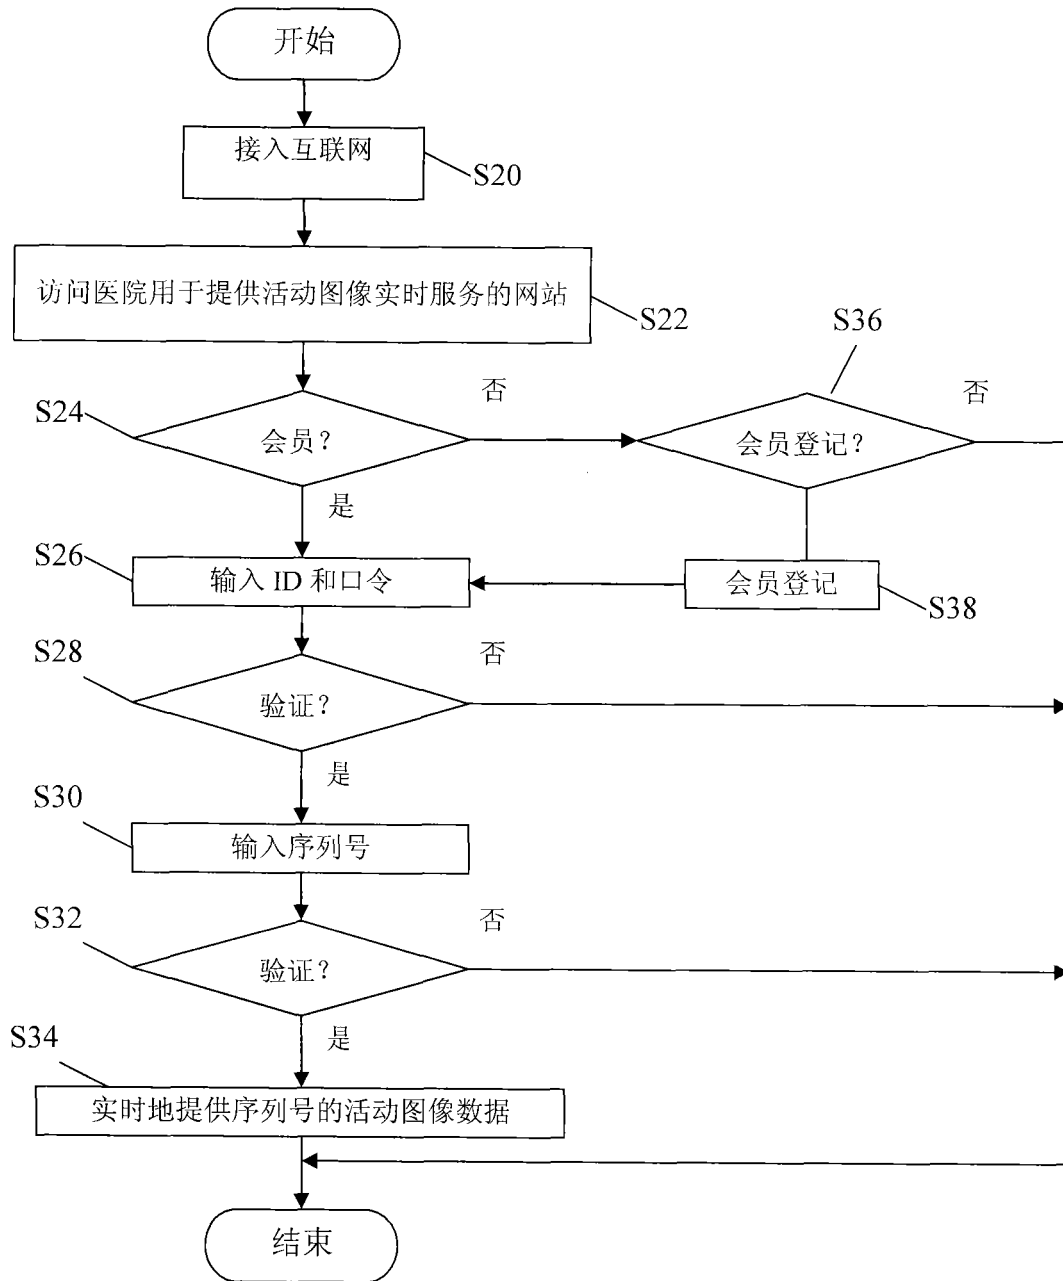 开始
接入互联网
S20
访问医院用于提供活动图像实时服务的网站
S22
S36
S24
会员?
否
会员登记?
否
是
S26
输入 ID 和口令
会员登记
S38
S28
验证?
否
是
S30
输入序列号
S32
验证?
否
是
S34
实时地提供序列号的活动图像数据
结束